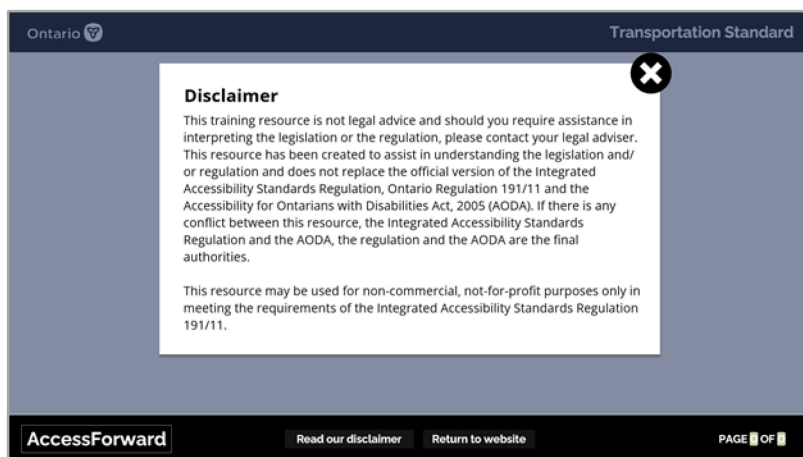 Ontario
Transportation Standard
Disclaimer
This training resource is not legal advice and should you require assistance in
interpreting the legislation or the regulation, please contact your legal adviser.
This resource has been created to assist in understanding the legislation and/
or regulation and does not replace the official version of the Integrated
Accessibility Standards Regulation, Ontario Regulation 191/11 and the
Accessibility for Ontarians with Disabilities Act, 2005 (AODA). If there is any
conflict between this resource, the Integrated Accessibility Standards
Regulation and the AODA, the regulation and the AODA are the final
authorities.
This resource may be used for non-commercial, not-for-profit purposes only in
meeting the requirements of the Integrated Accessibility Standards Regulation
191/11.
AccessForward
Read our disclaimer
Return to website
PAGE 0 OF 0